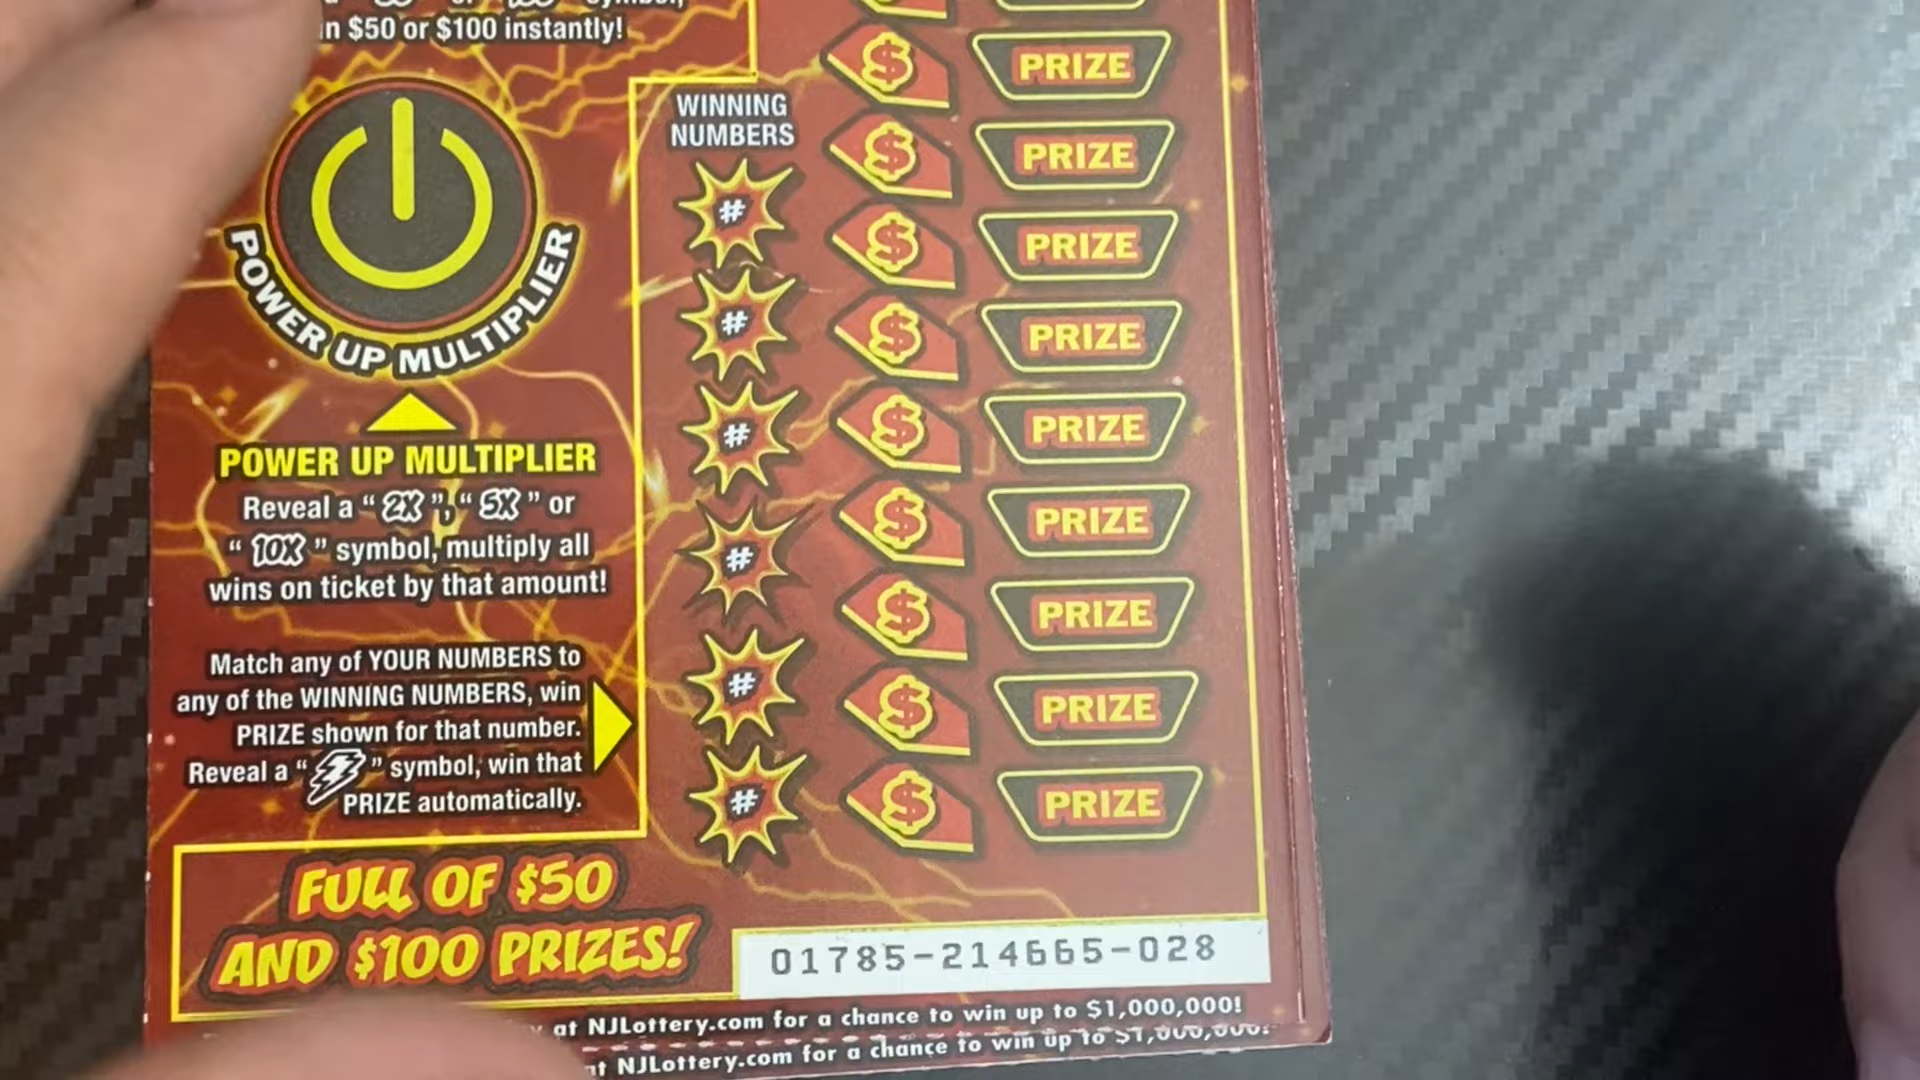 n $50 or $100 instantly!
POWER UP MULTIPLIER
POWER UP MULTIPLIER
Reveal a “ 2X ”, “ 5X ” or
“ 10X ” symbol, multiply all
wins on ticket by that amount!
Match any of YOUR NUMBERS to
any of the WINNING NUMBERS, win
PRIZE shown for that number.
Reveal a “ ” symbol, win that
PRIZE automatically.
WINNING
NUMBERS
#
#
#
#
#
#
$ PRIZE
$ PRIZE
$ PRIZE
$ PRIZE
$ PRIZE
$ PRIZE
$ PRIZE
$ PRIZE
$ PRIZE
FULL OF $50
AND $100 PRIZES!
01785-214665-028
at NJLottery.com for a chance to win up to $1,000,000!
at NJLottery.com for a chance to win up to $1,000,000!